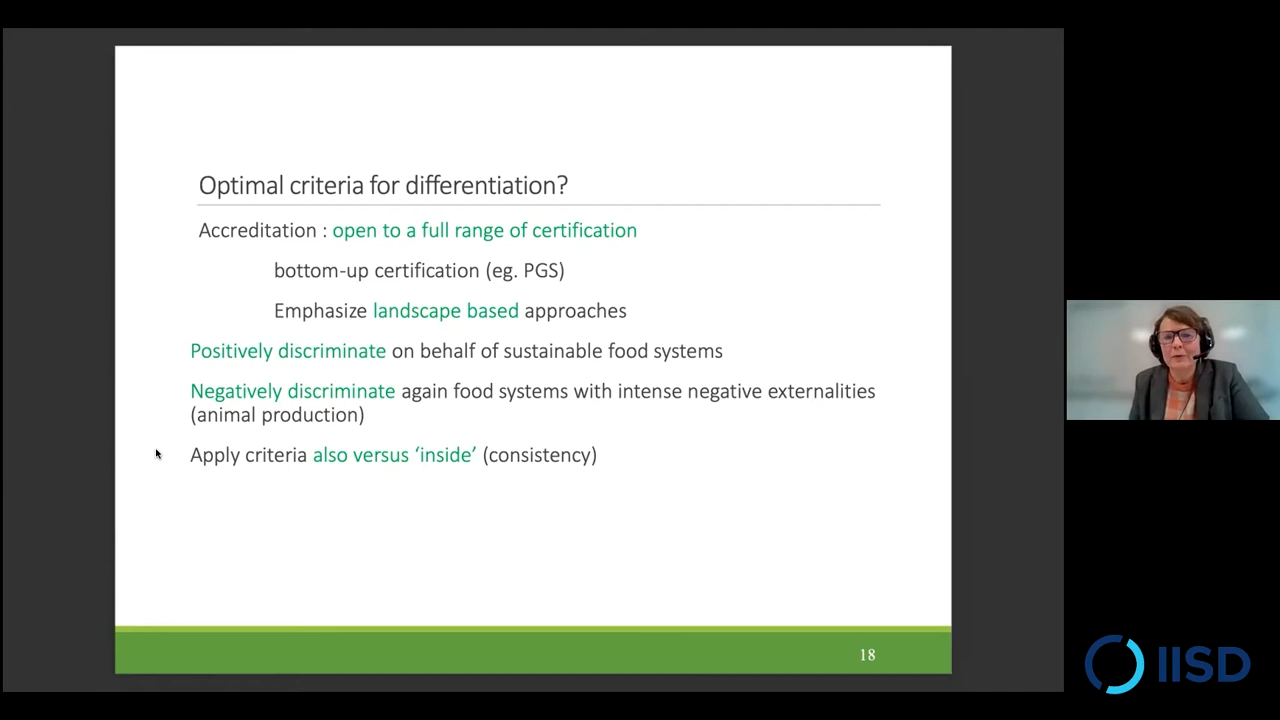 Optimal criteria for differentiation?
Accreditation : open to a full range of certification
bottom-up certification (eg. PGS)
Emphasize landscape based approaches
Positively discriminate on behalf of sustainable food systems
Negatively discriminate again food systems with intense negative externalities
(animal production)
Apply criteria also versus ‘inside’ (consistency)
18
IISD